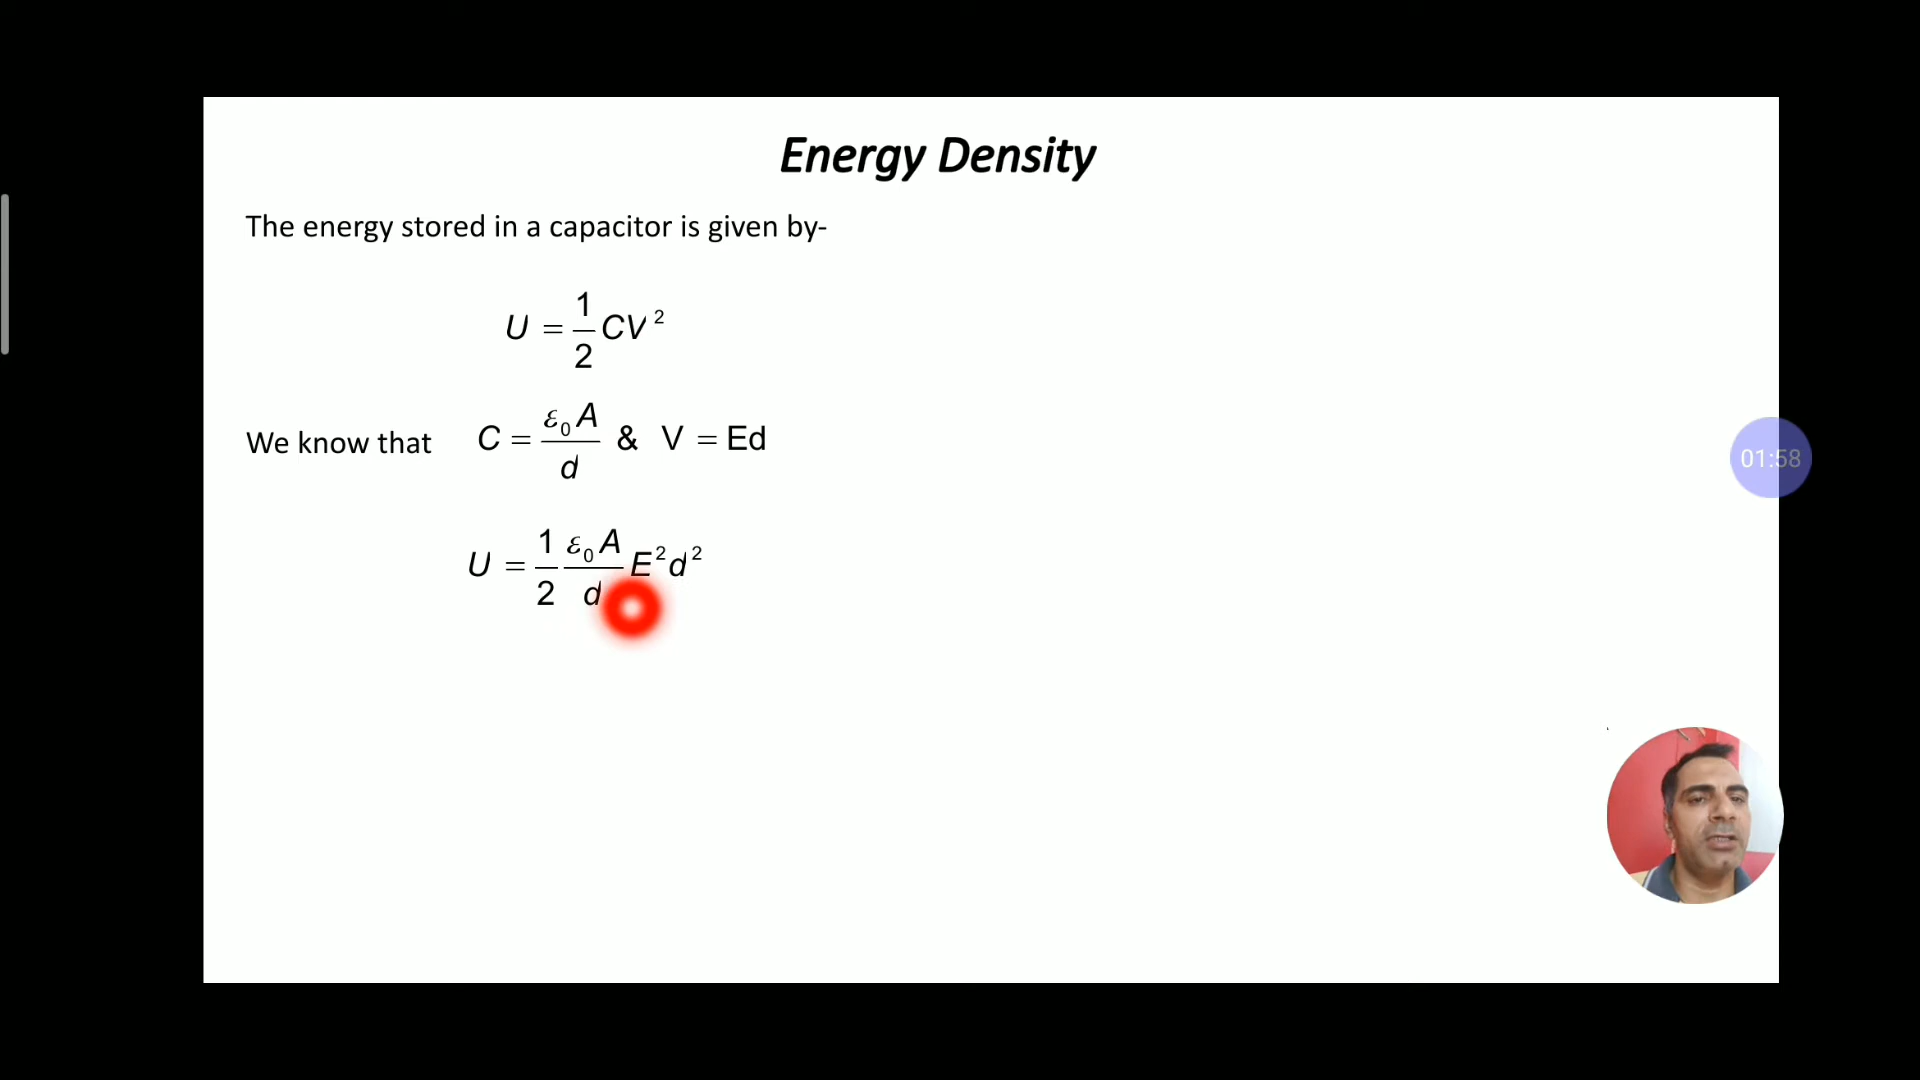 Energy Density
The energy stored in a capacitor is given by-
U = 1/2 CV²
We know that C = ε₀A/d & V = Ed
U = 1/2 ε₀A/d E²d²
01:58